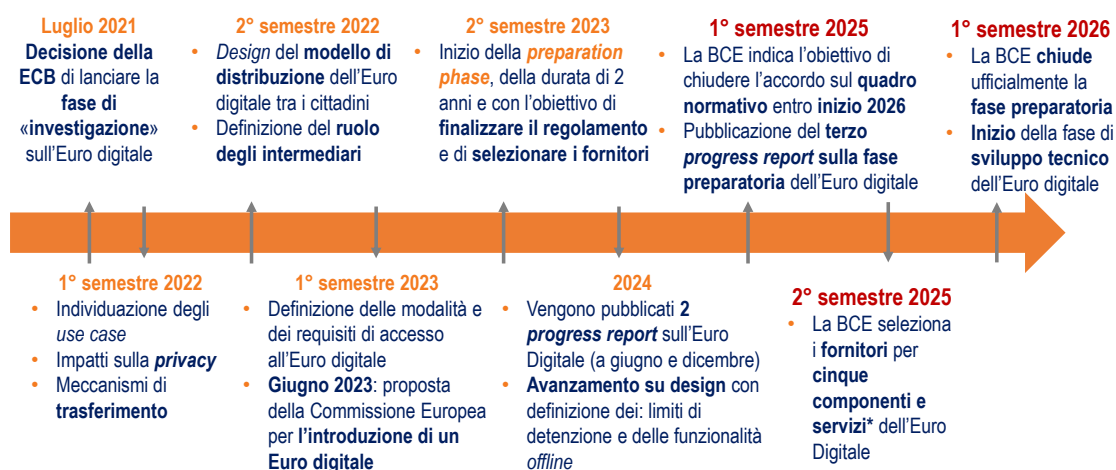 Luglio 2021
Decisione della
ECB di lanciare la
fase di
«investigazione»
sull'Euro digitale
2° semestre 2022
• Design del modello di
distribuzione dell'Euro
digitale tra i cittadini
• Definizione del ruolo
degli intermediari
2° semestre 2023
• Inizio della preparation
phase, della durata di 2
anni e con l'obiettivo di
finalizzare il regolamento
e di selezionare i fornitori
1° semestre 2025
• La BCE indica l'obiettivo di
chiudere l'accordo sul quadro
normativo entro inizio 2026
• Pubblicazione del terzo
progress report sulla fase
preparatoria dell'Euro digitale
1° semestre 2026
• La BCE chiude
ufficialmente la
fase preparatoria
• Inizio della fase di
sviluppo tecnico
dell'Euro digitale
1° semestre 2022
• Individuazione degli
use case
• Impatti sulla privacy
• Meccanismi di
trasferimento
1° semestre 2023
• Definizione delle modalità e
dei requisiti di accesso
all'Euro digitale
• Giugno 2023: proposta
della Commissione Europea
per l'introduzione di un
Euro digitale
2024
• Vengono pubblicati 2
progress report sull'Euro
Digitale (a giugno e dicembre)
• Avanzamento su design con
definizione dei: limiti di
detenzione e delle funzionalità
offline
2° semestre 2025
• La BCE seleziona
i fornitori per
cinque
componenti e
servizi* dell'Euro
Digitale